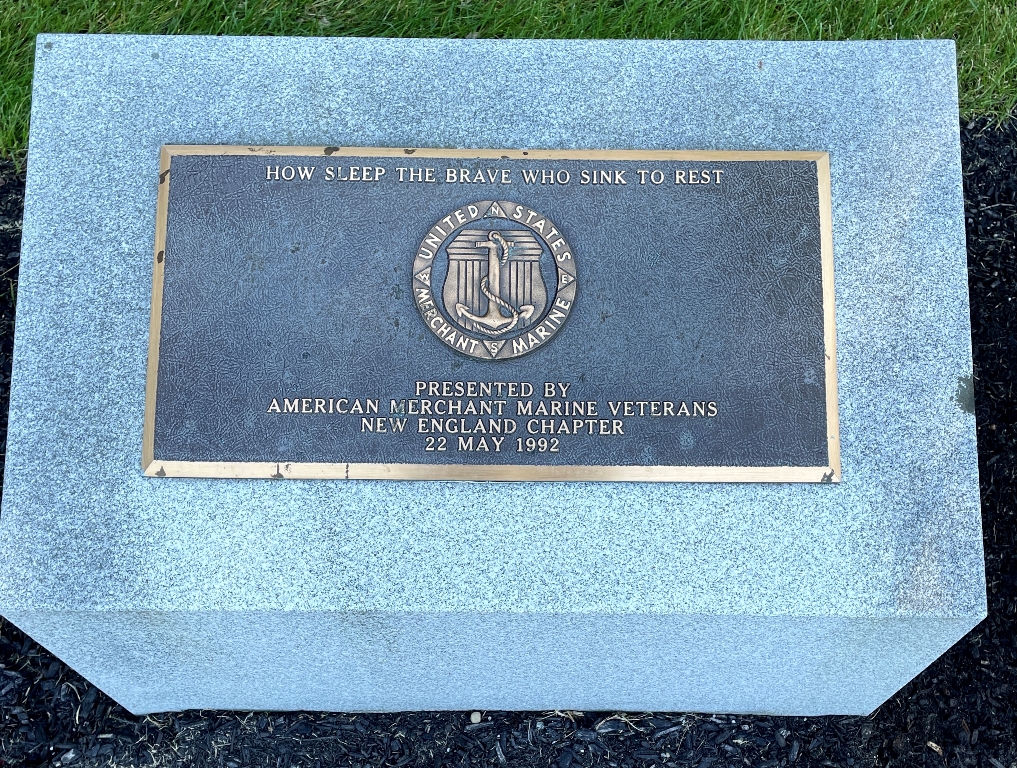 HOW SLEEP THE BRAVE WHO SINK TO REST
UNITED N STATES
W E
MERCHANT S MARINE
PRESENTED BY
AMERICAN MERCHANT MARINE VETERANS
NEW ENGLAND CHAPTER
22 MAY 1992